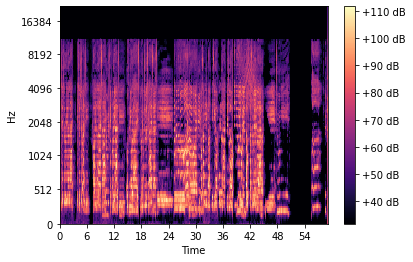 16384
8192
4096
2048
1024
512
0
Hz
0 6 12 18 24 30 36 42 48 54
Time
+110 dB
+100 dB
+90 dB
+80 dB
+70 dB
+60 dB
+50 dB
+40 dB